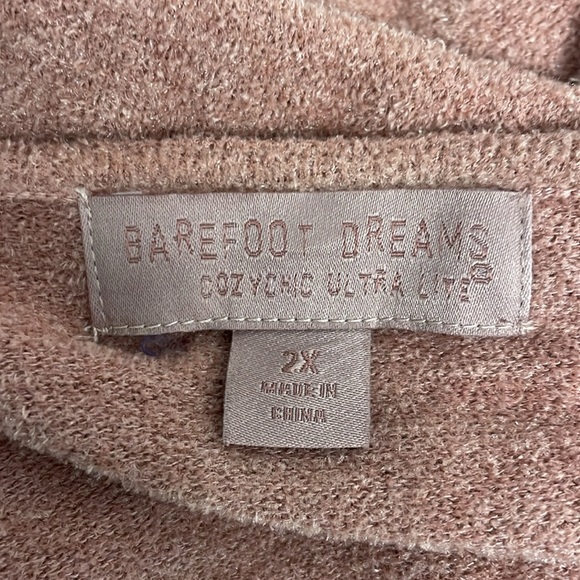 BAREFOOT DREAMS®
COZYCHIC ULTRA LITE
2X
MADE IN
CHINA